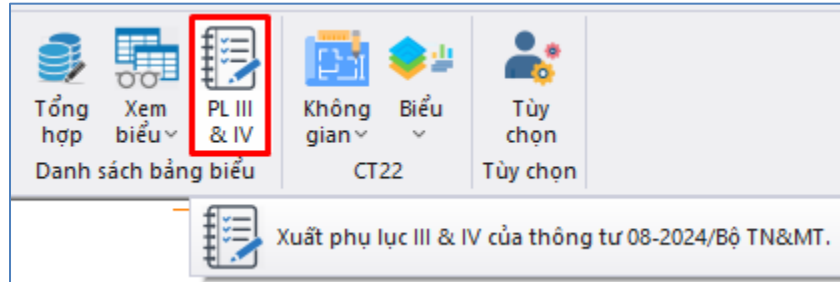 Tổng hợp
Xem biểu
PL III & IV
Không gian
Biểu
Tùy chọn
Danh sách bảng biểu
CT22
Tùy chọn
Xuất phụ lục III & IV của thông tư 08-2024/Bộ TN&MT.